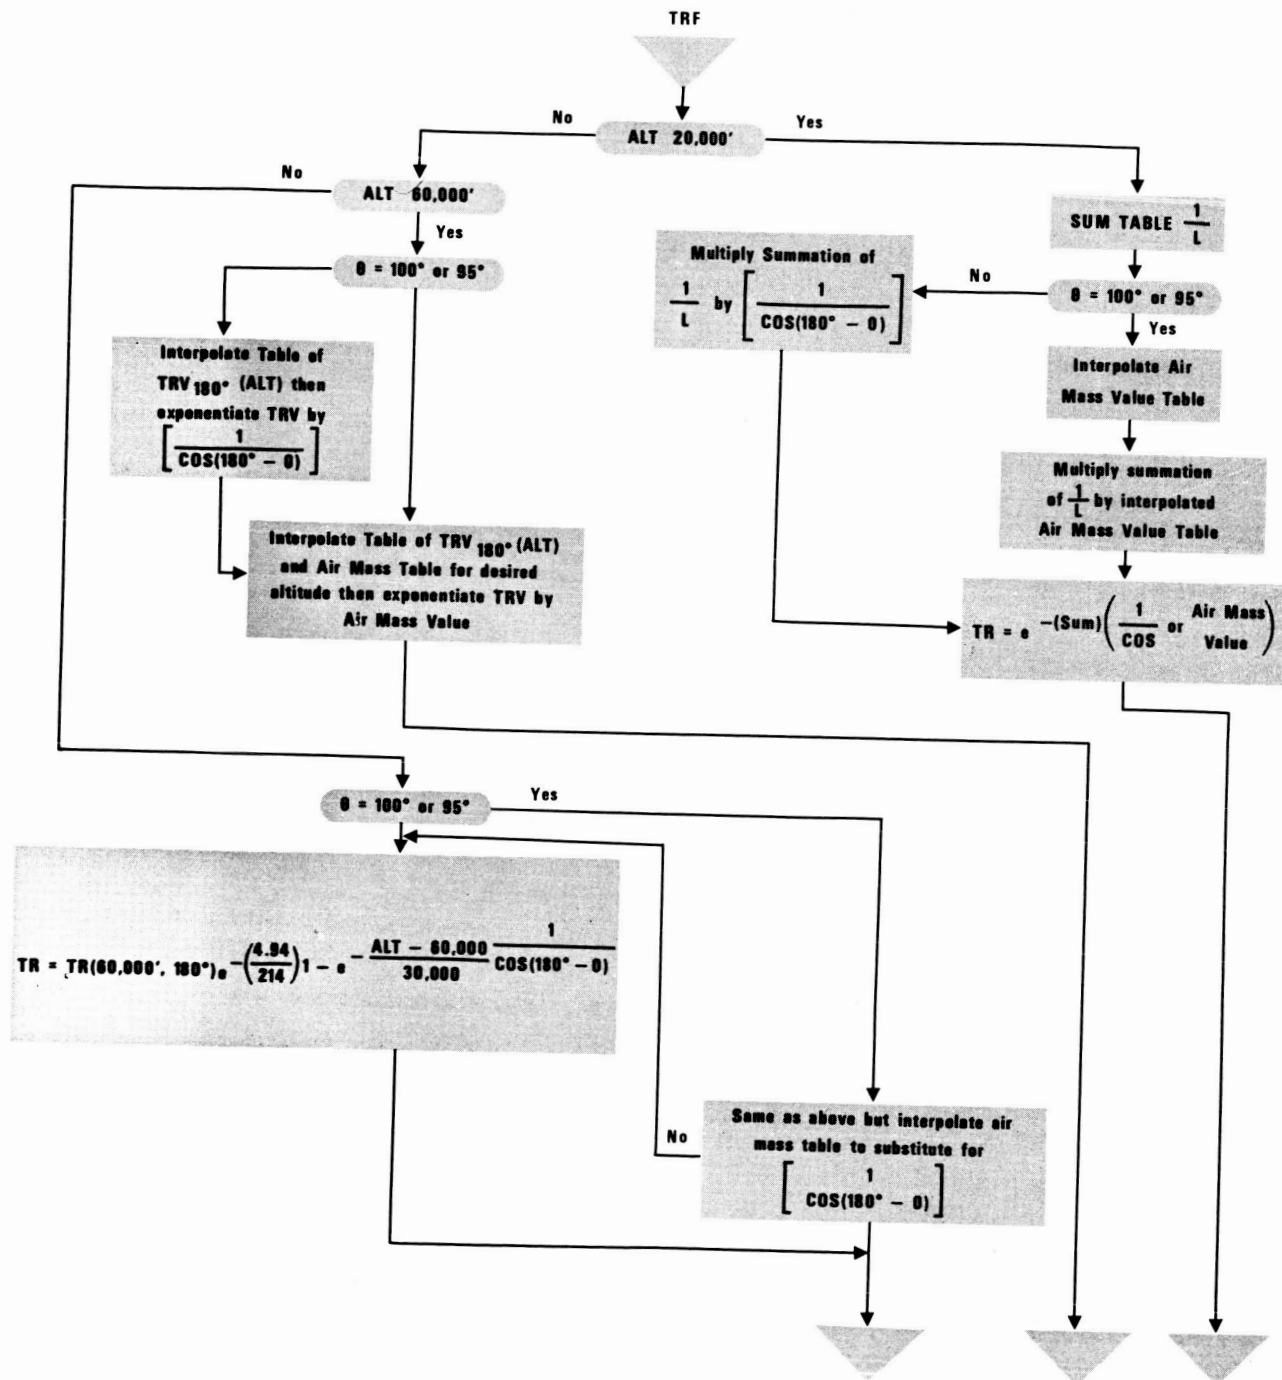 TRF
No
Yes
ALT 20,000'
No
ALT 60,000'
Yes
θ = 100° or 95°
SUM TABLE 1/L
Multiply Summation of
1/L by [1/COS(180° - 0)]
No
θ = 100° or 95°
Yes
Interpolate Table of
TRV 180° (ALT) then
exponentiate TRV by
[1/COS(180° - 0)]
Interpolate Air
Mass Value Table
Multiply summation
of 1/L by interpolated
Air Mass Value Table
Interpolate Table of TRV 180° (ALT)
and Air Mass Table for desired
altitude then exponentiate TRV by
Air Mass Value
TR = e -(Sum)(1/COS or Air Mass Value)
θ = 100° or 95°
Yes
TR = TR(60,000', 180°)e -(4.94/214)1 - e - ALT - 60,000/30,000 1/COS(180° - 0)
No
Same as above but interpolate air
mass table to substitute for
[1 COS(180° - 0)]